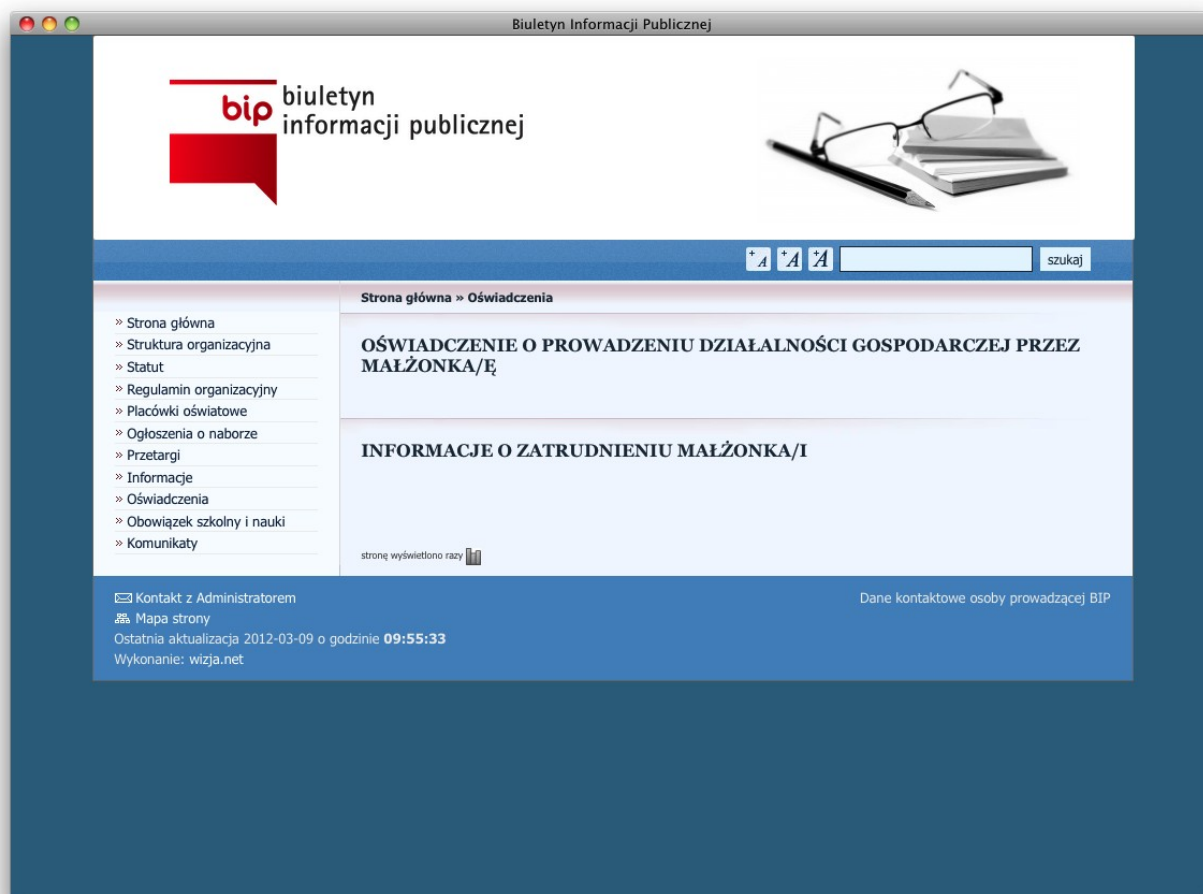 Biuletyn Informacji Publicznej
bip
biuletyn
informacji publicznej
+A +A +A szukaj
Strona główna » Oświadczenia
» Strona główna
» Struktura organizacyjna
» Statut
» Regulamin organizacyjny
» Placówki oświatowe
» Ogłoszenia o naborze
» Przetargi
» Informacje
» Oświadczenia
» Obowiązek szkolny i nauki
» Komunikaty
OŚWIADCZENIE O PROWADZENIU DZIAŁALNOŚCI GOSPODARCZEJ PRZEZ
MAŁŻONKA/Ę
INFORMACJE O ZATRUDNIENIU MAŁŻONKA/I
stronę wyświetlono razy
Kontakt z Administratorem
Mapa strony
Ostatnia aktualizacja 2012-03-09 o godzinie 09:55:33
Wykonanie: wizja.net
Dane kontaktowe osoby prowadzącej BIP